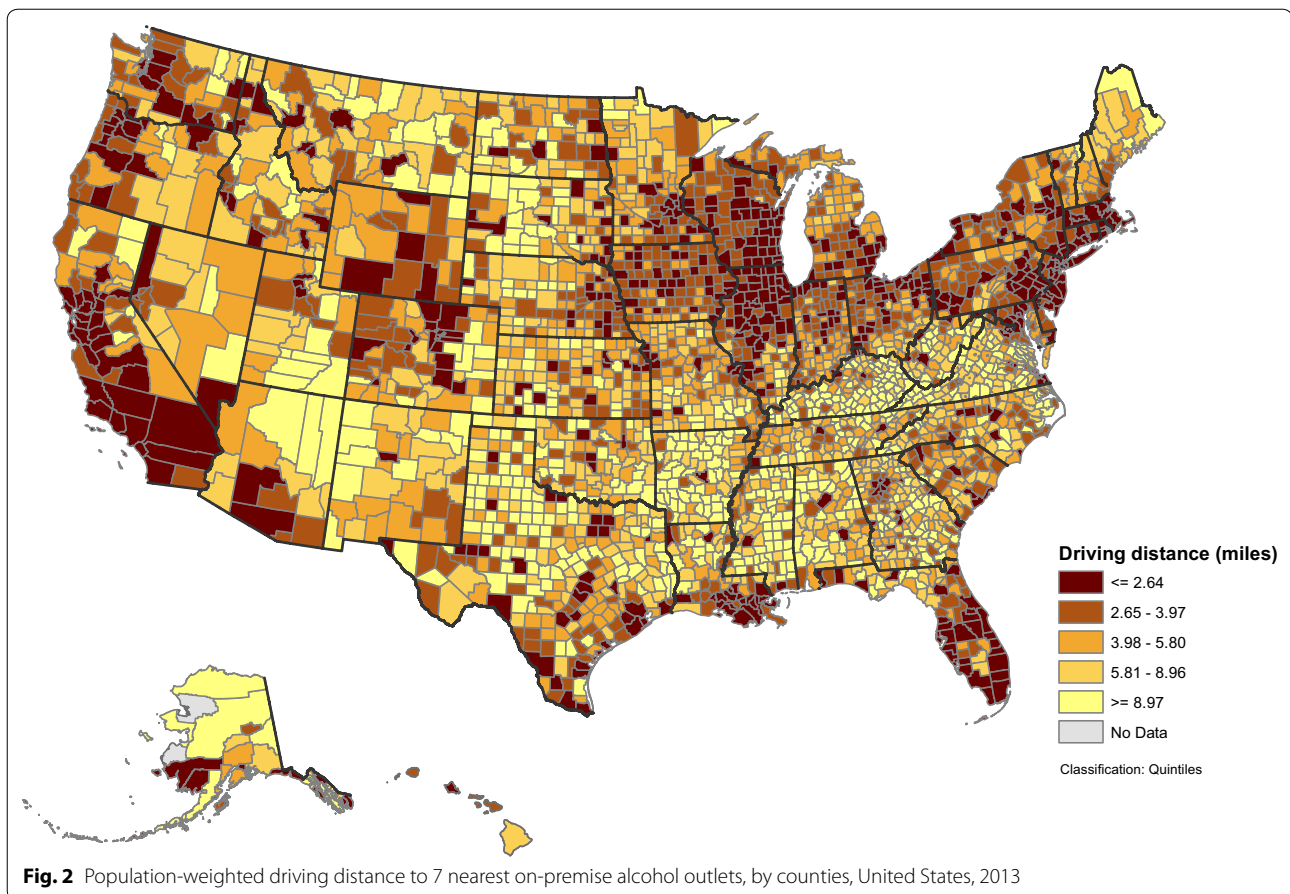 Driving distance (miles)
<= 2.64
2.65 - 3.97
3.98 - 5.80
5.81 - 8.96
>= 8.97
No Data
Classification: Quintiles
Fig. 2 Population-weighted driving distance to 7 nearest on-premise alcohol outlets, by counties, United States, 2013